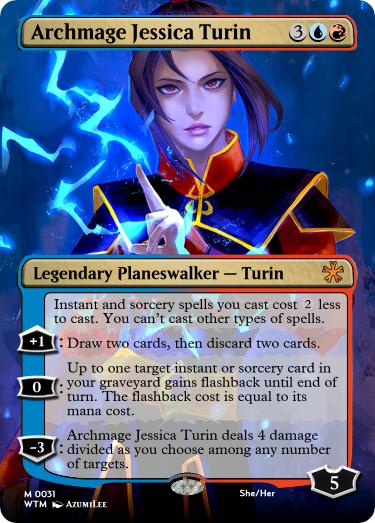 Archmage Jessica Turin 3
Legendary Planeswalker — Turin
Instant and sorcery spells you cast cost 2 less
to cast. You can't cast other types of spells.
+1: Draw two cards, then discard two cards.
Up to one target instant or sorcery card in
0: your graveyard gains flashback until end of
turn. The flashback cost is equal to its
mana cost.
Archmage Jessica Turin deals 4 damage
-3: divided as you choose among any number
of targets.
5
M 0031
She/Her
WTM AzumiLee